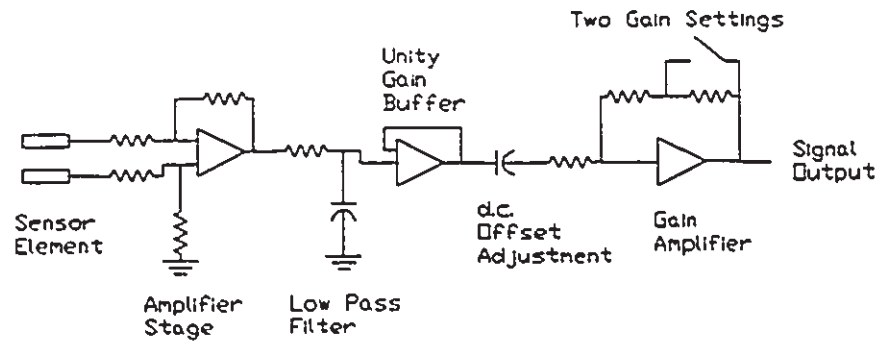 Two Gain Settings
Unity
Gain
Buffer
Signal
Output
Sensor
Element
d.c.
Offset
Adjustment
Gain
Amplifier
Amplifier
Stage
Low Pass
Filter